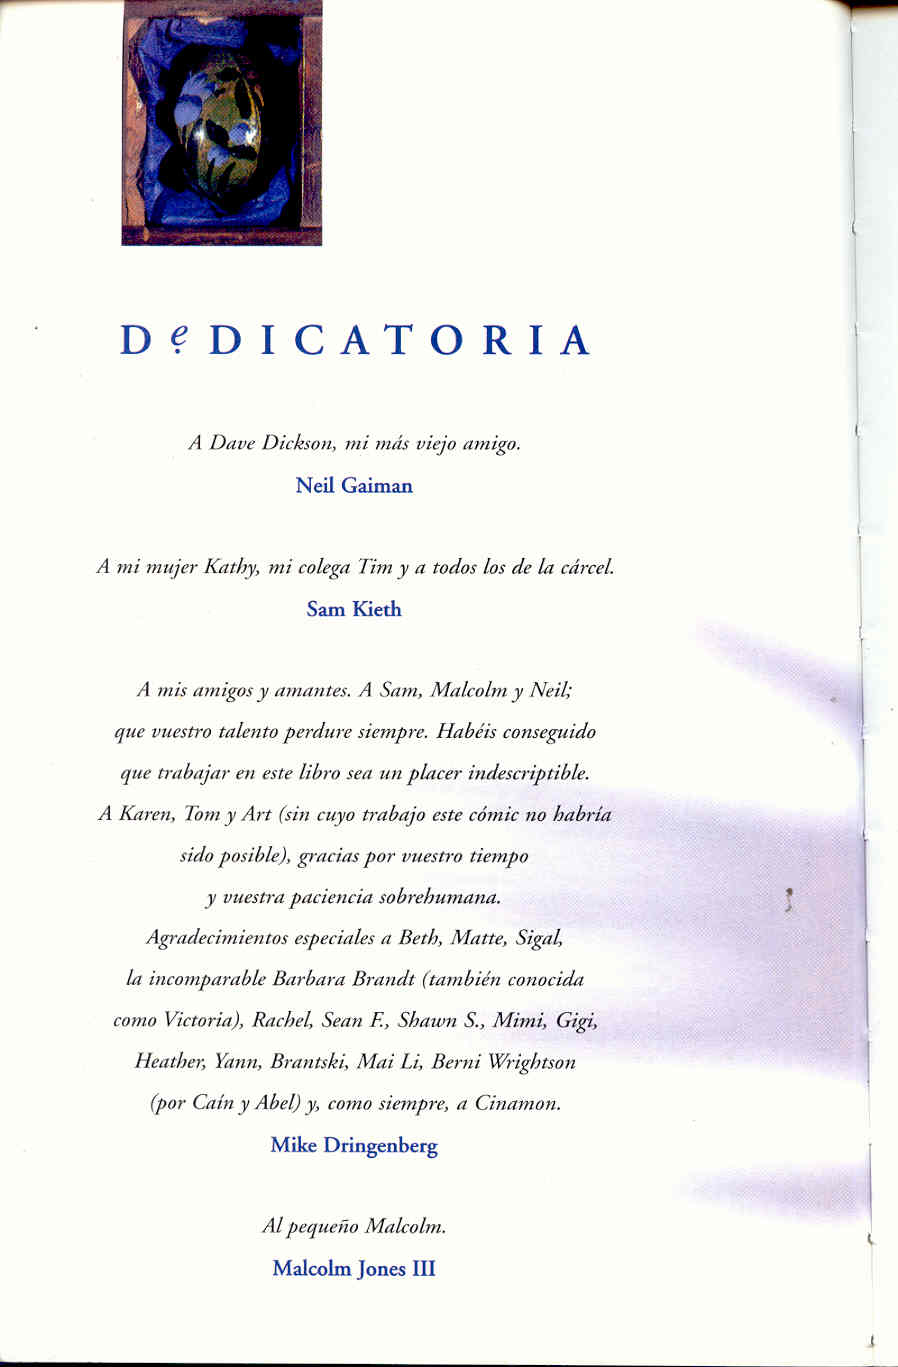 DeDICATORIA
A Dave Dickson, mi más viejo amigo.
Neil Gaiman
A mi mujer Kathy, mi colega Tim y a todos los de la cárcel.
Sam Kieth
A mis amigos y amantes. A Sam, Malcolm y Neil;
que vuestro talento perdure siempre. Habéis conseguido
que trabajar en este libro sea un placer indescriptible.
A Karen, Tom y Art (sin cuyo trabajo este cómic no habría
sido posible), gracias por vuestro tiempo
y vuestra paciencia sobrehumana.
Agradecimientos especiales a Beth, Matte, Sigal,
la incomparable Barbara Brandt (también conocida
como Victoria), Rachel, Sean F., Shawn S., Mimi, Gigi,
Heather, Yann, Brantski, Mai Li, Berni Wrightson
(por Caín y Abel) y, como siempre, a Cinamon.
Mike Dringenberg
Al pequeño Malcolm.
Malcolm Jones III